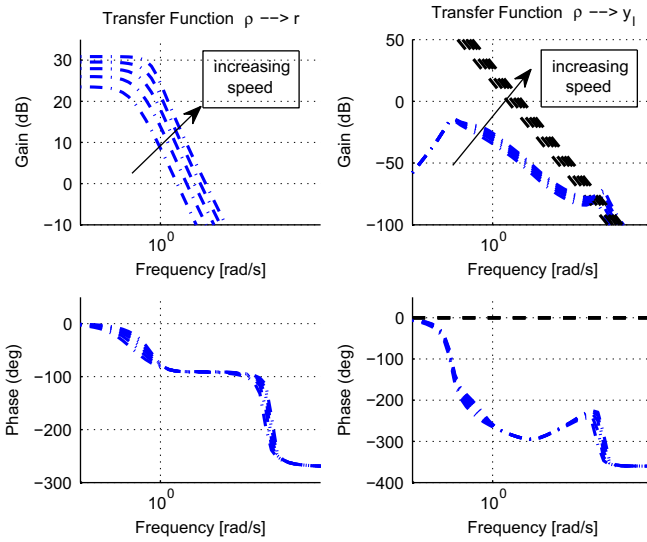 Transfer Function ρ −−> r
30
20
10
0
−10
Gain (dB)
increasing
speed
10^0
Frequency [rad/s]
Transfer Function ρ −−> y_l
50
0
−50
−100
Gain (dB)
increasing
speed
10^0
Frequency [rad/s]
0
−100
−200
−300
Phase (deg)
10^0
Frequency [rad/s]
0
−100
−200
−300
−400
Phase (deg)
10^0
Frequency [rad/s]